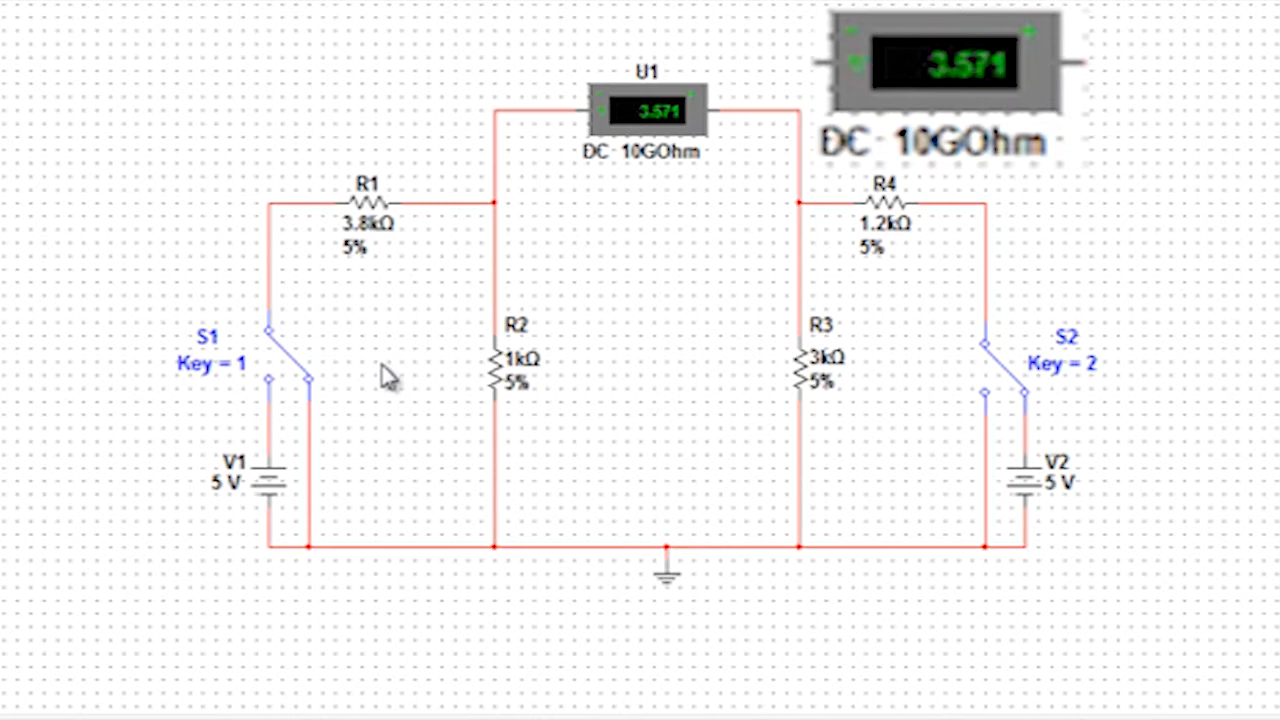 3.571
DC 10GOhm
U1
3.571
DC 10GOhm
R1
3.8kΩ
5%
R4
1.2kΩ
5%
S1
Key = 1
R2
1kΩ
5%
R3
3kΩ
5%
S2
Key = 2
V1
5 V
V2
5 V